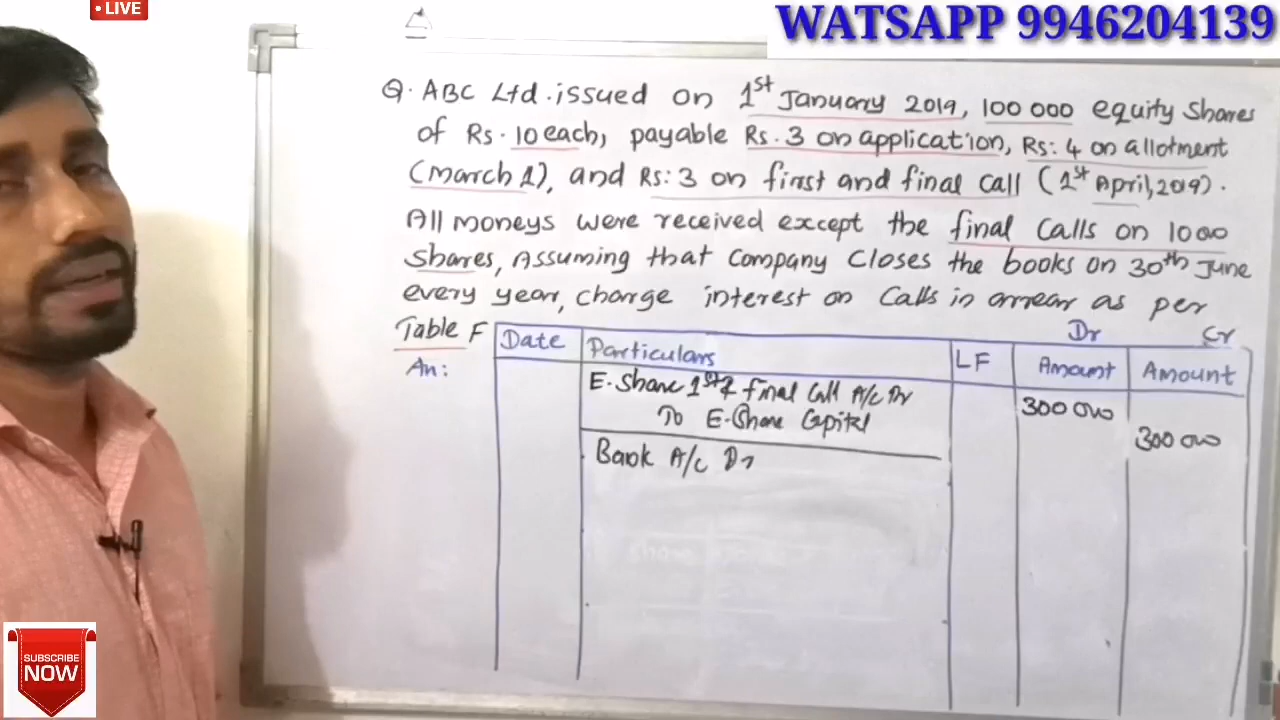 LIVE
WATSAPP 9946204139
Q. ABC Ltd. issued on 1st January 2019, 100 000 equity shares
of Rs. 10 each, payable Rs. 3 on application, Rs: 4 on allotment
(March 1), and Rs: 3 on first and final call (1st April, 2019).
All moneys were received except the final Calls on 1000
shares, Assuming that Company Closes the books on 30th June
every year, charge interest on Calls in arrear as per
Table F
An:
Dr Cr
Date Particulars LF Amount Amount
E. Share 1st & final Call A/c Dr 300 000
To E. Share Capital 300 000
Bank A/c Dr
SUBSCRIBE
NOW